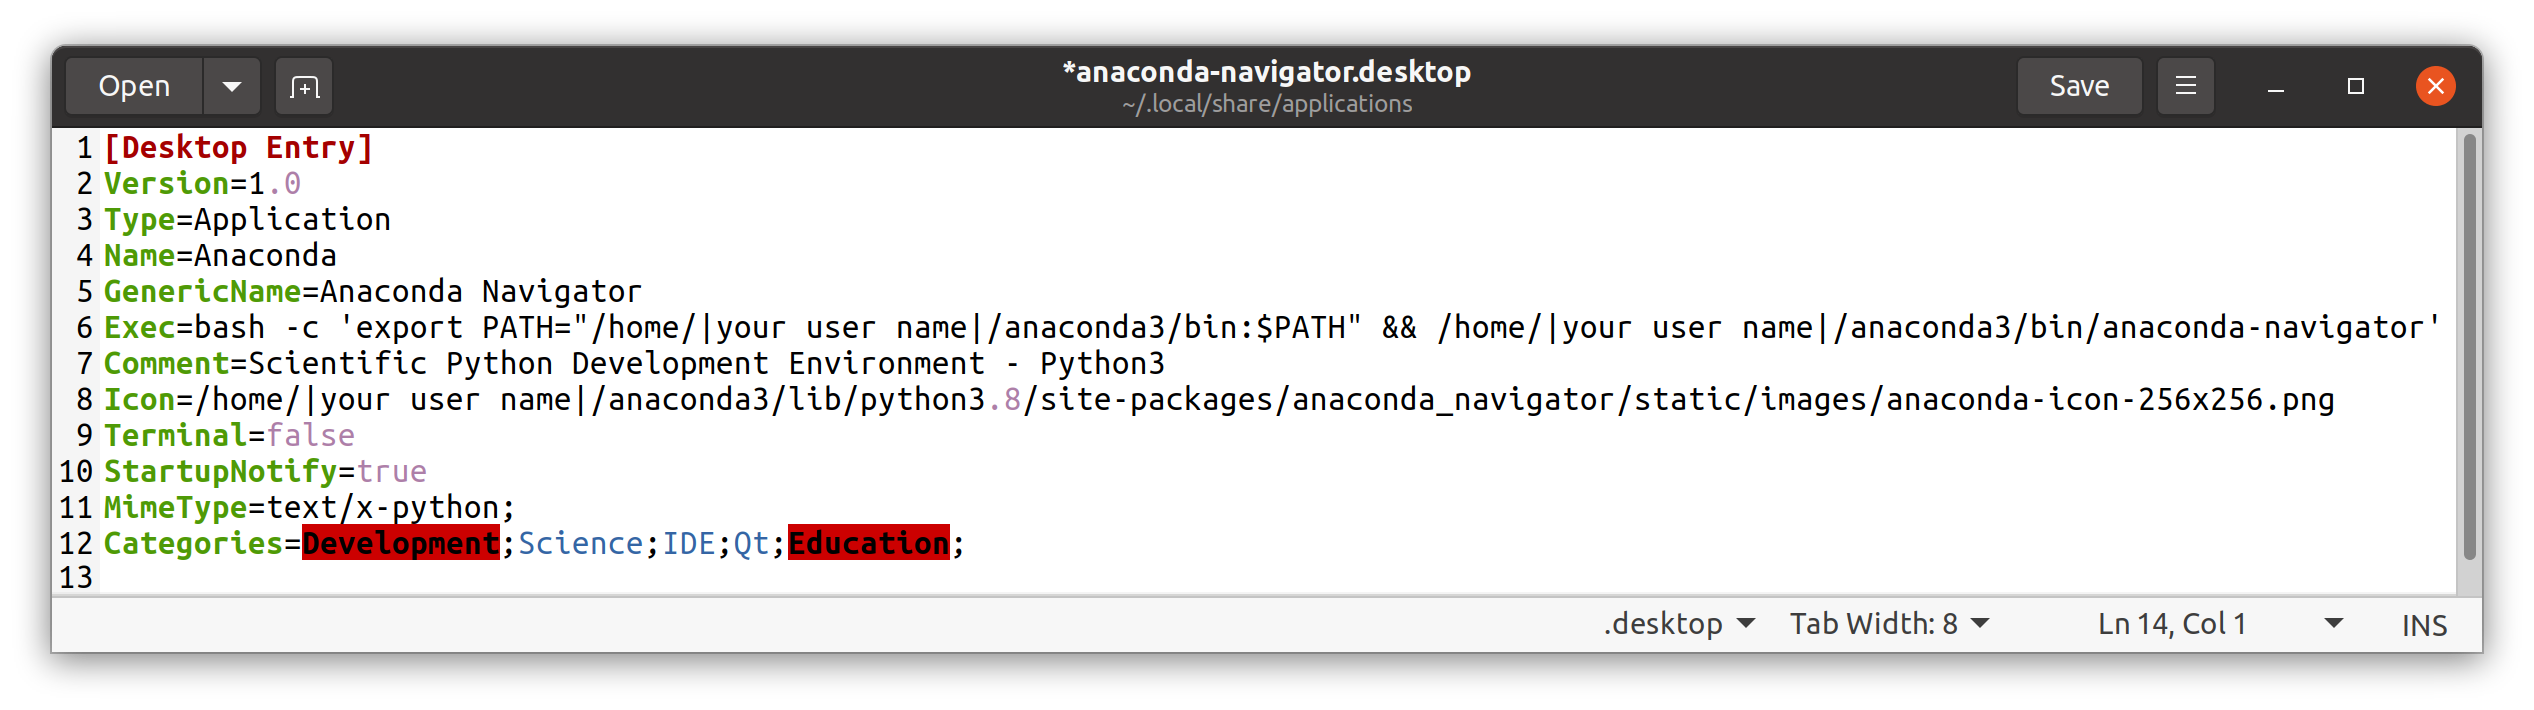 Open
*anaconda-navigator.desktop
~/.local/share/applications
Save
1 [Desktop Entry]
2 Version=1.0
3 Type=Application
4 Name=Anaconda
5 GenericName=Anaconda Navigator
6 Exec=bash -c 'export PATH="/home/|your user name|/anaconda3/bin:$PATH" && /home/|your user name|/anaconda3/bin/anaconda-navigator'
7 Comment=Scientific Python Development Environment - Python3
8 Icon=/home/|your user name|/anaconda3/lib/python3.8/site-packages/anaconda_navigator/static/images/anaconda-icon-256x256.png
9 Terminal=false
10 StartupNotify=true
11 MimeType=text/x-python;
12 Categories=Development;Science;IDE;Qt;Education;
13
.desktop Tab Width: 8 Ln 14, Col 1 INS